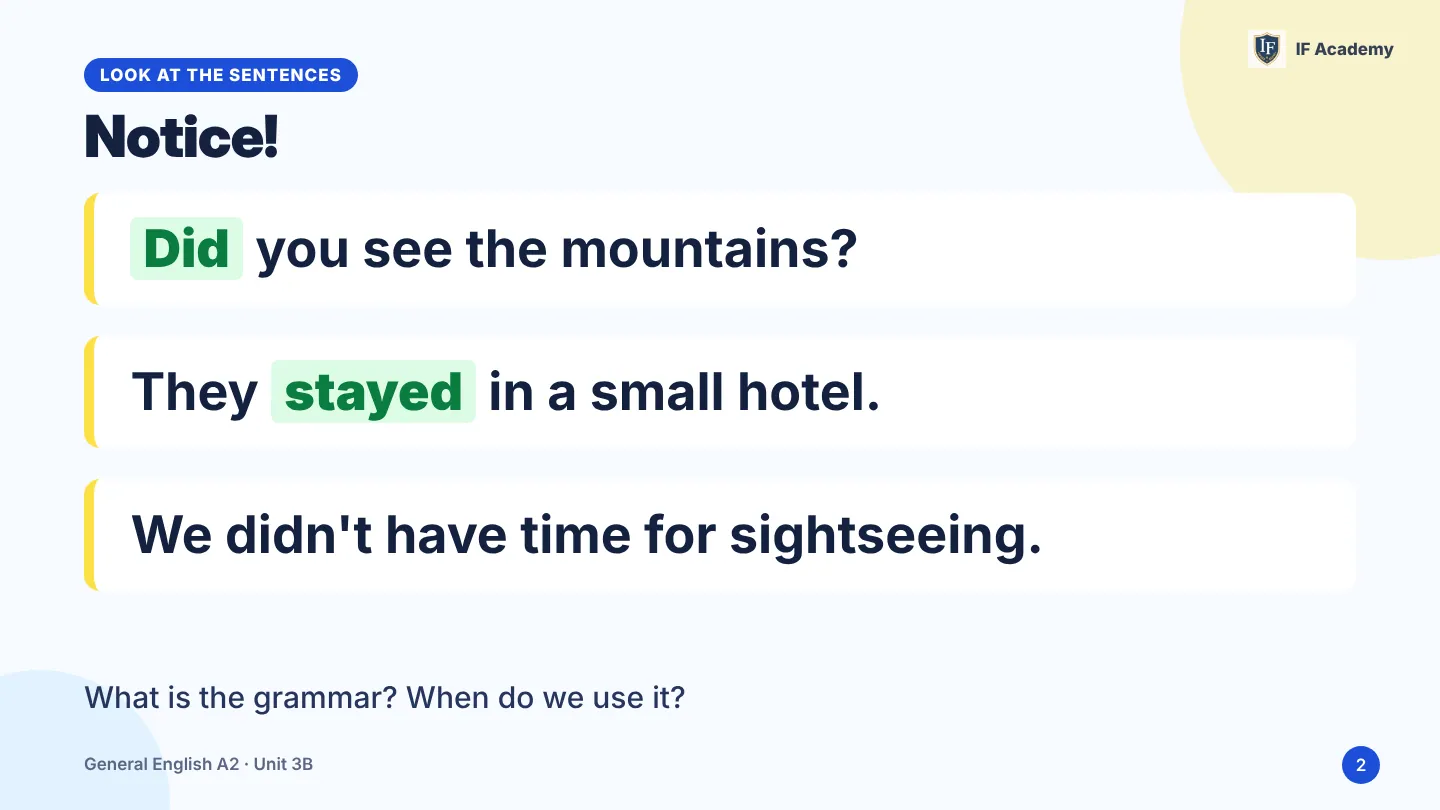 IF
IF Academy
LOOK AT THE SENTENCES
Notice!
Did you see the mountains?
They stayed in a small hotel.
We didn't have time for sightseeing.
What is the grammar? When do we use it?
General English A2 · Unit 3B
2